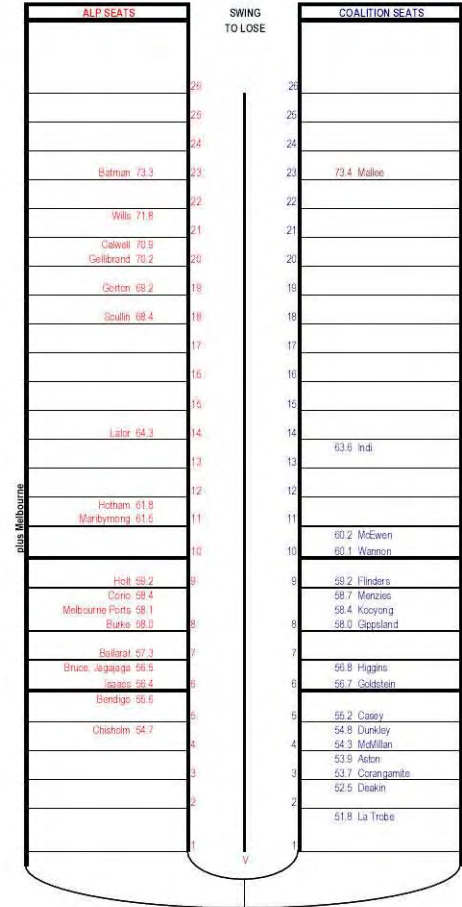 ALP SEATS SWING COALITION SEATS
TO LOSE
26 26
25 25
24 24
Batman 73.3 23 23 73.4 Mallee
22 22
Wills 71.8
21 21
Calwell 70.9
Gellibrand 70.2 20 20
Gorton 69.2 19 19
Scullin 68.4 18 18
17 17
16 16
15 15
Lalor 64.3 14 14
63.6 Indi
13 13
12 12
Hotham 61.8
Maribyrnong 61.5 11 11
60.2 McEwen
10 10 60.1 Wannon
plus Melbourne
Holt 59.2 9 9 59.2 Flinders
Corio 58.4 58.7 Menzies
Melbourne Ports 58.1 58.4 Kooyong
Burke 58.0 8 8 58.0 Gippsland
Ballarat 57.3 7 7
Bruce, Jagajaga 56.5 56.8 Higgins
Isaacs 56.4 6 6 56.7 Goldstein
Bendigo 55.6
5 5 55.2 Casey
Chisholm 54.7 54.8 Dunkley
4 4 54.3 McMillan
53.9 Aston
3 3 53.7 Corangamite
52.5 Deakin
2 2
51.8 La Trobe
1 1
V